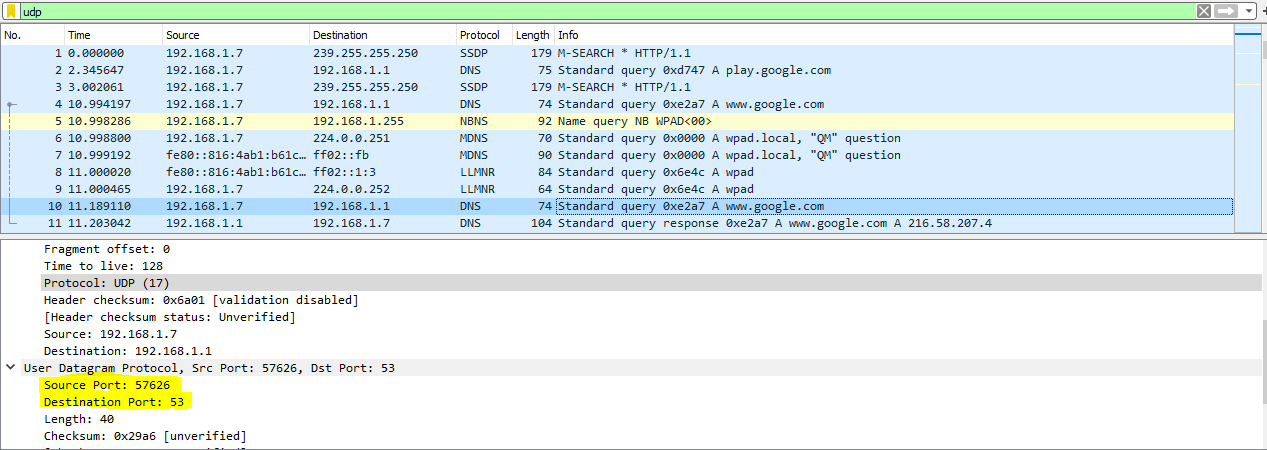 udp
No. Time Source Destination Protocol Length Info
1 0.000000 192.168.1.7 239.255.255.250 SSDP 179 M-SEARCH * HTTP/1.1
2 2.345647 192.168.1.7 192.168.1.1 DNS 75 Standard query 0xd747 A play.google.com
3 3.002061 192.168.1.7 239.255.255.250 SSDP 179 M-SEARCH * HTTP/1.1
4 10.994197 192.168.1.7 192.168.1.1 DNS 74 Standard query 0xe2a7 A www.google.com
5 10.998286 192.168.1.7 192.168.1.255 NBNS 92 Name query NB WPAD<00>
6 10.998800 192.168.1.7 224.0.0.251 MDNS 70 Standard query 0x0000 A wpad.local, "QM" question
7 10.999192 fe80::816:4ab1:b61c… ff02::fb MDNS 90 Standard query 0x0000 A wpad.local, "QM" question
8 11.000020 fe80::816:4ab1:b61c… ff02::1:3 LLMNR 84 Standard query 0x6e4c A wpad
9 11.000465 192.168.1.7 224.0.0.252 LLMNR 64 Standard query 0x6e4c A wpad
10 11.189110 192.168.1.7 192.168.1.1 DNS 74 Standard query 0xe2a7 A www.google.com
11 11.203042 192.168.1.1 192.168.1.7 DNS 104 Standard query response 0xe2a7 A www.google.com A 216.58.207.4
Fragment offset: 0
Time to live: 128
Protocol: UDP (17)
Header checksum: 0x6a01 [validation disabled]
[Header checksum status: Unverified]
Source: 192.168.1.7
Destination: 192.168.1.1
User Datagram Protocol, Src Port: 57626, Dst Port: 53
Source Port: 57626
Destination Port: 53
Length: 40
Checksum: 0x29a6 [unverified]